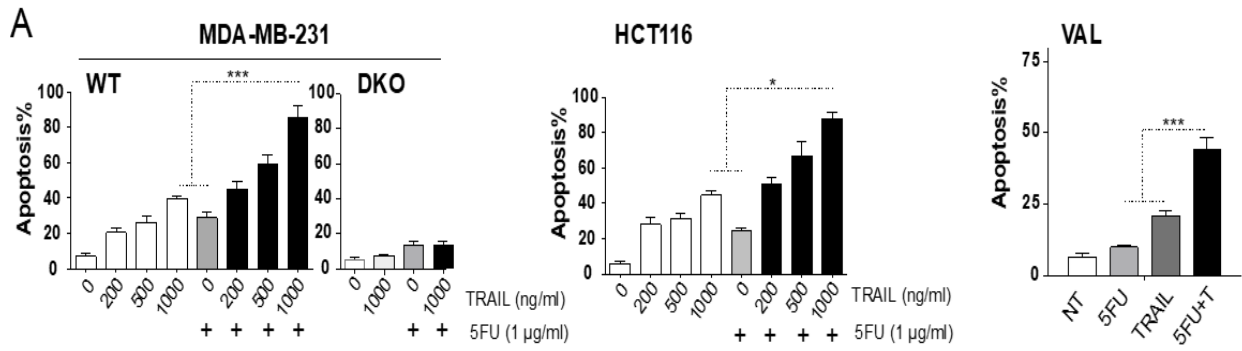 A
MDA-MB-231
WT
***
DKO
Apoptosis%
100
80
60
40
20
0
100
80
60
40
20
0
0 200 500 1000 0 200 500 1000
0 1000 0 1000
TRAIL (ng/ml)
+ + + + + + 5FU (1 µg/ml)
HCT116
*
Apoptosis%
100
80
60
40
20
0
0 200 500 1000 0 200 500 1000
TRAIL (ng/ml)
+ + + + 5FU (1 µg/ml)
VAL
***
Apoptosis%
75
50
25
0
NT 5FU TRAIL 5FU+T